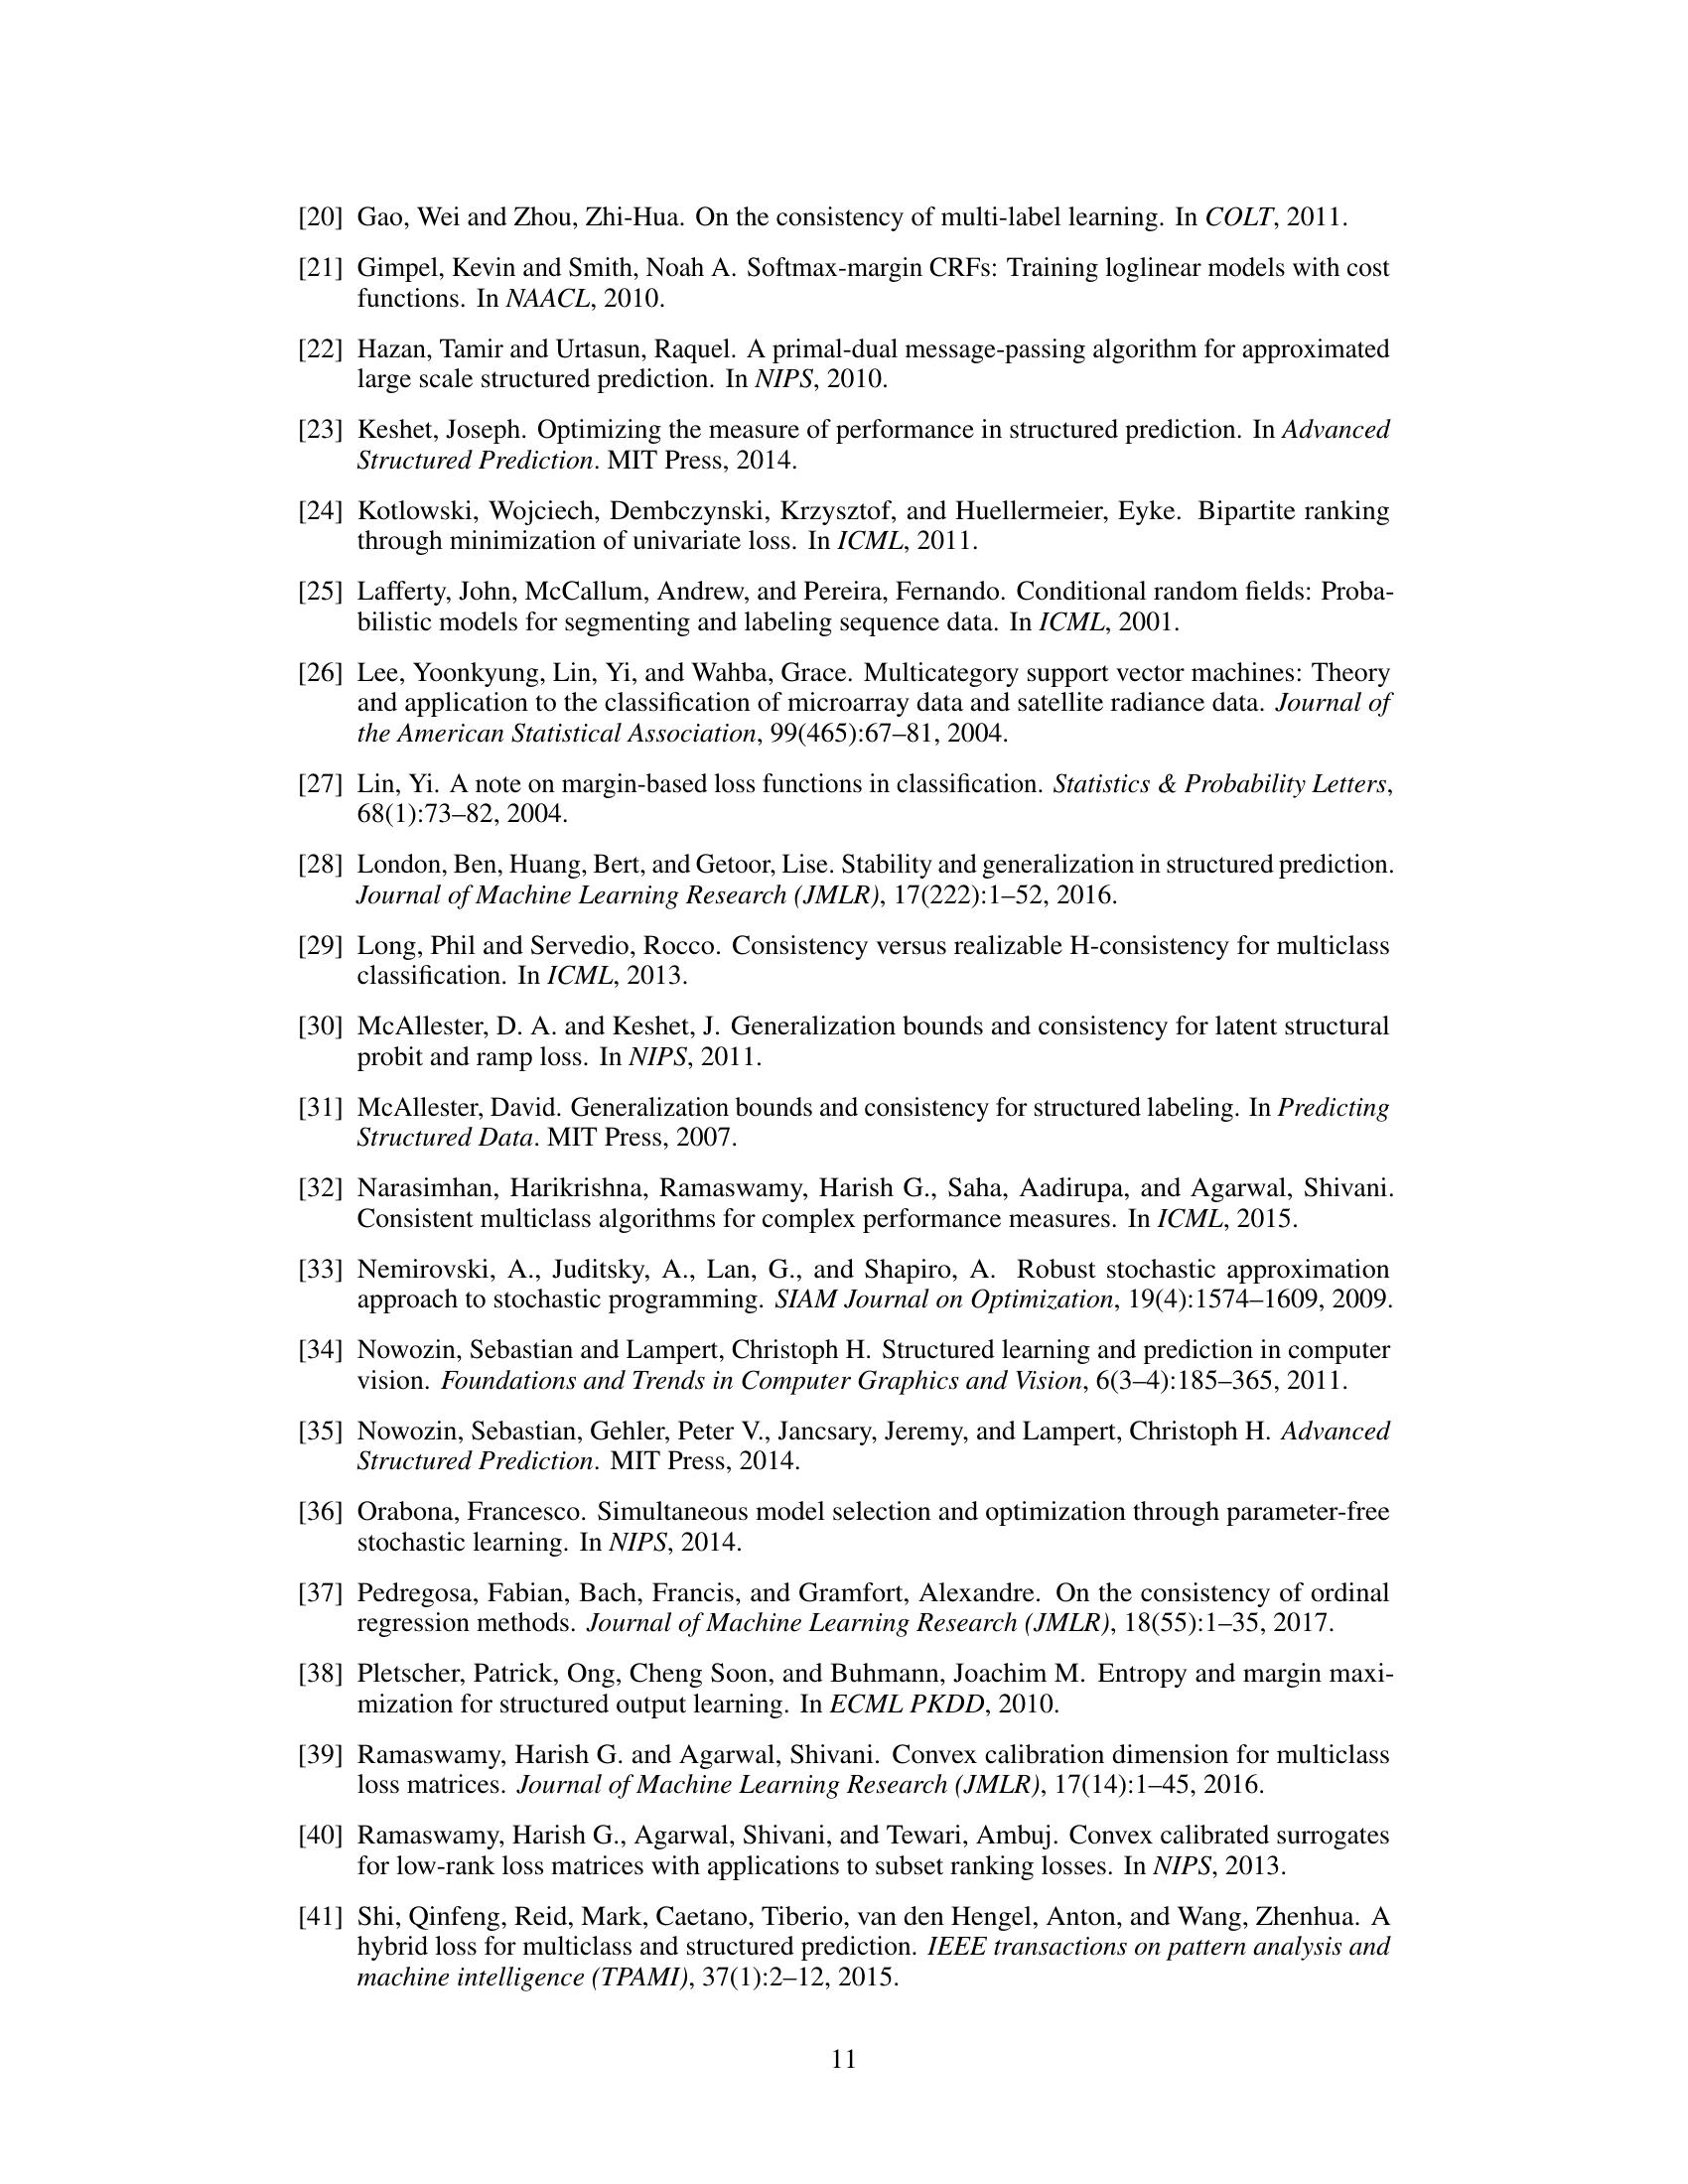 [20] Gao, Wei and Zhou, Zhi-Hua. On the consistency of multi-label learning. In COLT, 2011.
[21] Gimpel, Kevin and Smith, Noah A. Softmax-margin CRFs: Training loglinear models with cost
functions. In NAACL, 2010.
[22] Hazan, Tamir and Urtasun, Raquel. A primal-dual message-passing algorithm for approximated
large scale structured prediction. In NIPS, 2010.
[23] Keshet, Joseph. Optimizing the measure of performance in structured prediction. In Advanced
Structured Prediction. MIT Press, 2014.
[24] Kotlowski, Wojciech, Dembczynski, Krzysztof, and Huellermeier, Eyke. Bipartite ranking
through minimization of univariate loss. In ICML, 2011.
[25] Lafferty, John, McCallum, Andrew, and Pereira, Fernando. Conditional random fields: Proba-
bilistic models for segmenting and labeling sequence data. In ICML, 2001.
[26] Lee, Yoonkyung, Lin, Yi, and Wahba, Grace. Multicategory support vector machines: Theory
and application to the classification of microarray data and satellite radiance data. Journal of
the American Statistical Association, 99(465):67–81, 2004.
[27] Lin, Yi. A note on margin-based loss functions in classification. Statistics & Probability Letters,
68(1):73–82, 2004.
[28] London, Ben, Huang, Bert, and Getoor, Lise. Stability and generalization in structured prediction.
Journal of Machine Learning Research (JMLR), 17(222):1–52, 2016.
[29] Long, Phil and Servedio, Rocco. Consistency versus realizable H-consistency for multiclass
classification. In ICML, 2013.
[30] McAllester, D. A. and Keshet, J. Generalization bounds and consistency for latent structural
probit and ramp loss. In NIPS, 2011.
[31] McAllester, David. Generalization bounds and consistency for structured labeling. In Predicting
Structured Data. MIT Press, 2007.
[32] Narasimhan, Harikrishna, Ramaswamy, Harish G., Saha, Aadirupa, and Agarwal, Shivani.
Consistent multiclass algorithms for complex performance measures. In ICML, 2015.
[33] Nemirovski, A., Juditsky, A., Lan, G., and Shapiro, A. Robust stochastic approximation
approach to stochastic programming. SIAM Journal on Optimization, 19(4):1574–1609, 2009.
[34] Nowozin, Sebastian and Lampert, Christoph H. Structured learning and prediction in computer
vision. Foundations and Trends in Computer Graphics and Vision, 6(3–4):185–365, 2011.
[35] Nowozin, Sebastian, Gehler, Peter V., Jancsary, Jeremy, and Lampert, Christoph H. Advanced
Structured Prediction. MIT Press, 2014.
[36] Orabona, Francesco. Simultaneous model selection and optimization through parameter-free
stochastic learning. In NIPS, 2014.
[37] Pedregosa, Fabian, Bach, Francis, and Gramfort, Alexandre. On the consistency of ordinal
regression methods. Journal of Machine Learning Research (JMLR), 18(55):1–35, 2017.
[38] Pletscher, Patrick, Ong, Cheng Soon, and Buhmann, Joachim M. Entropy and margin maxi-
mization for structured output learning. In ECML PKDD, 2010.
[39] Ramaswamy, Harish G. and Agarwal, Shivani. Convex calibration dimension for multiclass
loss matrices. Journal of Machine Learning Research (JMLR), 17(14):1–45, 2016.
[40] Ramaswamy, Harish G., Agarwal, Shivani, and Tewari, Ambuj. Convex calibrated surrogates
for low-rank loss matrices with applications to subset ranking losses. In NIPS, 2013.
[41] Shi, Qinfeng, Reid, Mark, Caetano, Tiberio, van den Hengel, Anton, and Wang, Zhenhua. A
hybrid loss for multiclass and structured prediction. IEEE transactions on pattern analysis and
machine intelligence (TPAMI), 37(1):2–12, 2015.
11